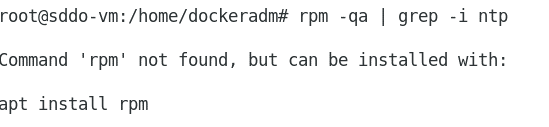 root@sddo-vm:/home/dockeradm# rpm -qa | grep -i ntp
Command 'rpm' not found, but can be installed with:
apt install rpm